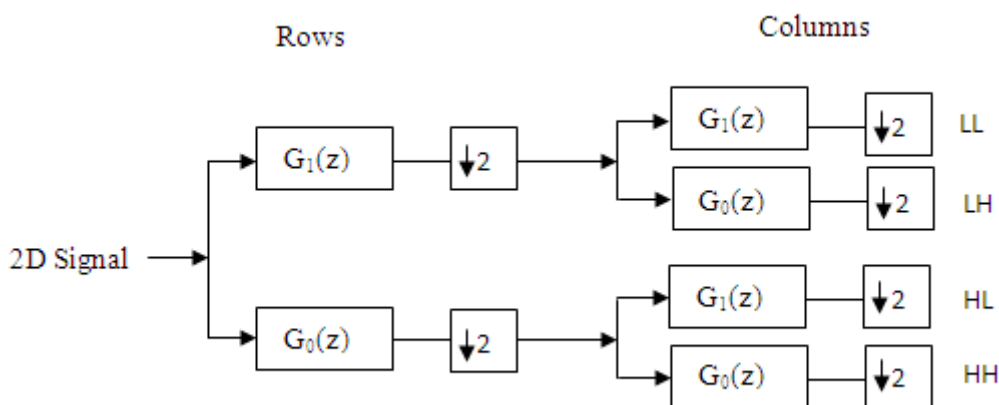 Rows
Columns
G₁(z)
↓2
LL
G₁(z)
↓2
G₀(z)
↓2
LH
2D Signal
G₁(z)
↓2
HL
G₀(z)
↓2
G₀(z)
↓2
HH